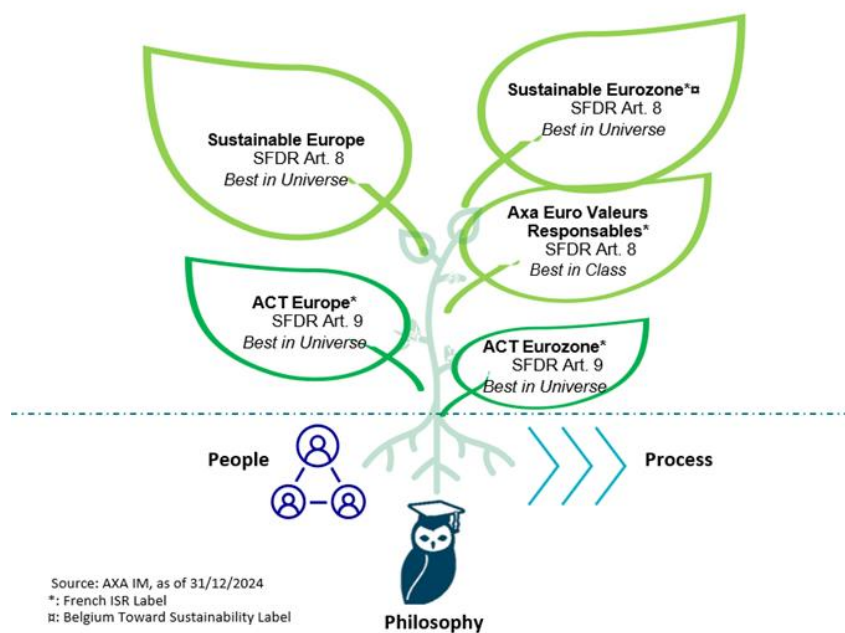 Sustainable Europe
SFDR Art. 8
Best in Universe
Sustainable Eurozone*¤
SFDR Art. 8
Best in Universe
Axa Euro Valeurs
Responsables*
SFDR Art. 8
Best in Class
ACT Europe*
SFDR Art. 9
Best in Universe
ACT Eurozone*
SFDR Art. 9
Best in Universe
People
Process
Philosophy
Source: AXA IM, as of 31/12/2024
*: French ISR Label
¤: Belgium Toward Sustainability Label